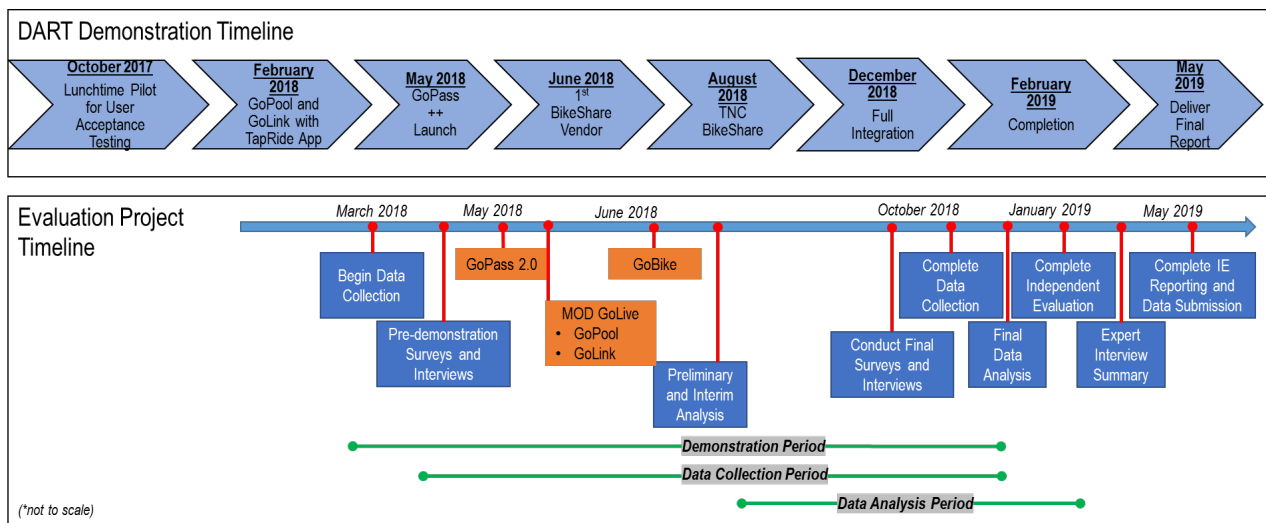 DART Demonstration Timeline
October 2017
Lunchtime Pilot
for User
Acceptance
Testing
February
2018
GoPool and
GoLink with
TapRide App
May 2018
GoPass
++
Launch
June 2018
1st
BikeShare
Vendor
August
2018
TNC
BikeShare
December
2018
Full
Integration
February
2019
Completion
May
2019
Deliver
Final
Report
Evaluation Project
Timeline
March 2018
May 2018
June 2018
October 2018
January 2019
May 2019
Begin Data
Collection
Pre-demonstration
Surveys and
Interviews
GoPass 2.0
MOD GoLive
• GoPool
• GoLink
GoBike
Preliminary
and Interim
Analysis
Conduct Final
Surveys and
Interviews
Complete
Data
Collection
Final
Data
Analysis
Complete
Independent
Evaluation
Expert
Interview
Summary
Complete IE
Reporting and
Data Submission
Demonstration Period
Data Collection Period
Data Analysis Period
(*not to scale)